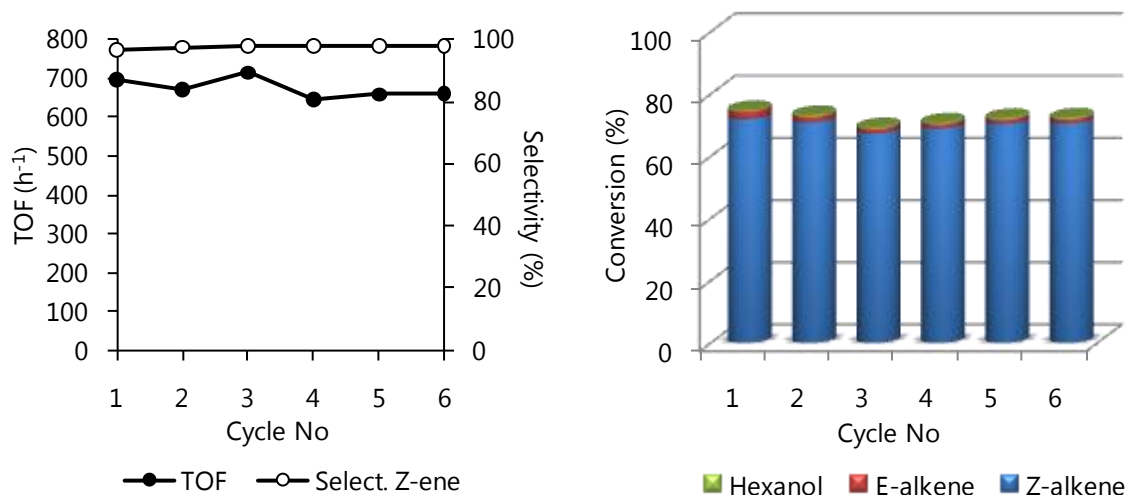 800
700
600
500
400
300
200
100
0
TOF (h-1)
100
80
60
40
20
0
Selectivity (%)
1 2 3 4 5 6
Cycle No
TOF Select. Z-ene
100
80
60
40
20
0
Conversion (%)
1 2 3 4 5 6
Cycle No
Hexanol E-alkene Z-alkene